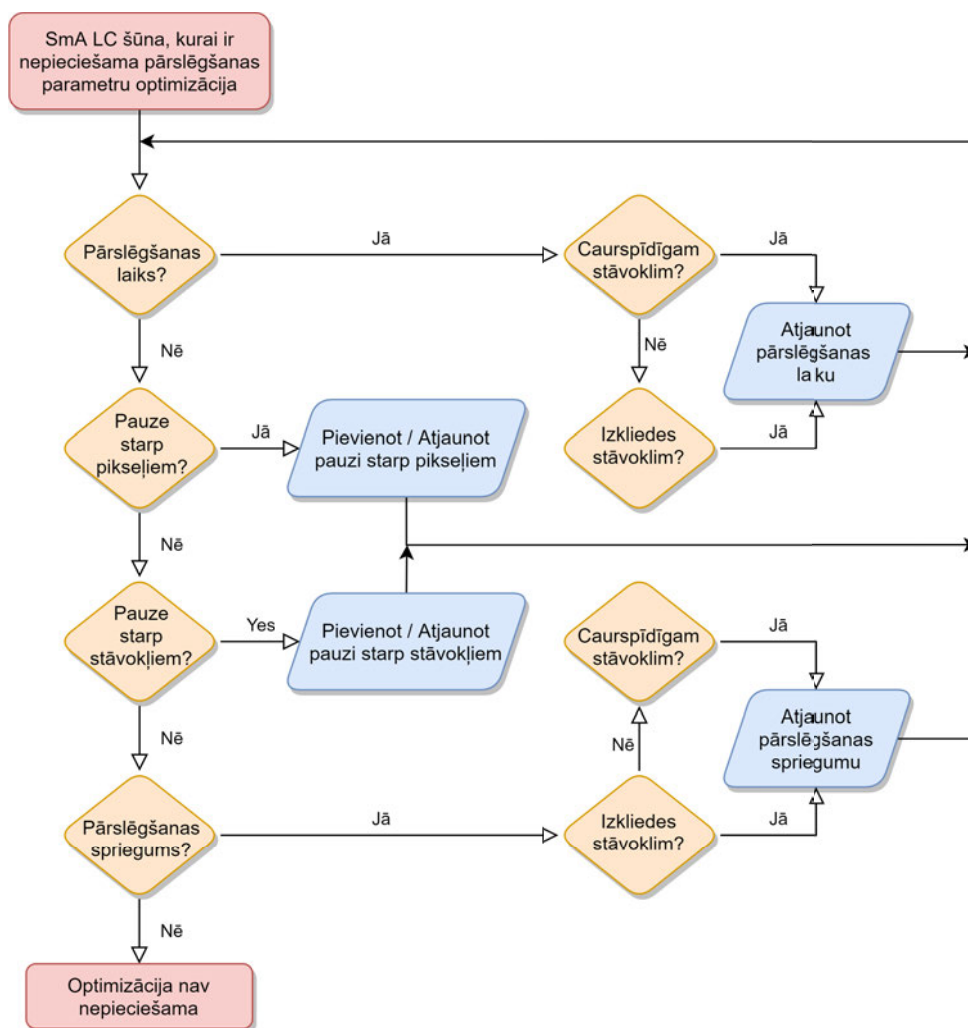 SmA LC šūna, kurai ir
nepieciešama pārslēgšanas
parametru optimizācija
Pārslēgšanas
laiks?
Jā
Caurspīdīgam
stāvoklim?
Jā
Nē
Nē
Atjaunot
pārslēgšanas
laiku
Pauze
starp
pikseļiem?
Jā
Pievienot / Atjaunot
pauzi starp pikseļiem
Izkliedes
stāvoklim?
Jā
Nē
Pauze
starp
stāvokļiem?
Yes
Pievienot / Atjaunot
pauzi starp stāvokļiem
Caurspīdīgam
stāvoklim?
Jā
Nē
Nē
Atjaunot
pārslēgšanas
spriegumu
Pārslēgšanas
spriegums?
Jā
Izkliedes
stāvoklim?
Jā
Nē
Optimizācija nav
nepieciešama